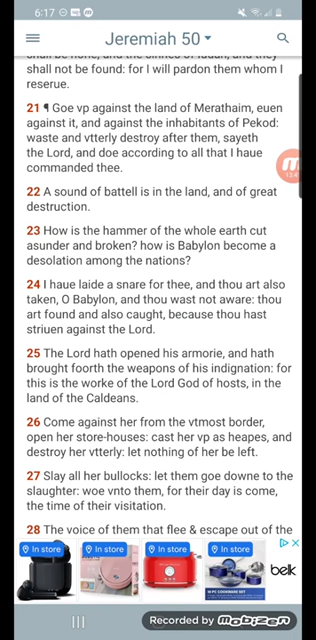 6:17
Jeremiah 50
shall be none, and the sinnes of Iudah, and they
shall not be found: for I will pardon them whom I
reserue.
21 ¶ Goe vp against the land of Merathaim, euen
against it, and against the inhabitants of Pekod:
waste and vtterly destroy after them, sayeth
the Lord, and doe according to all that I haue
commanded thee.
22 A sound of battell is in the land, and of great
destruction.
23 How is the hammer of the whole earth cut
asunder and broken? how is Babylon become a
desolation among the nations?
24 I haue laide a snare for thee, and thou art also
taken, O Babylon, and thou wast not aware: thou
art found and also caught, because thou hast
striuen against the Lord.
25 The Lord hath opened his armorie, and hath
brought foorth the weapons of his indignation: for
this is the worke of the Lord God of hosts, in the
land of the Caldeans.
26 Come against her from the vtmost border,
open her store-houses: cast her vp as heapes, and
destroy her vtterly: let nothing of her be left.
27 Slay all her bullocks: let them goe downe to the
slaughter: woe vnto them, for their day is come,
the time of their visitation.
28 The voice of them that flee & escape out of the
In store In store In store In store
belk
Recorded by mobizen